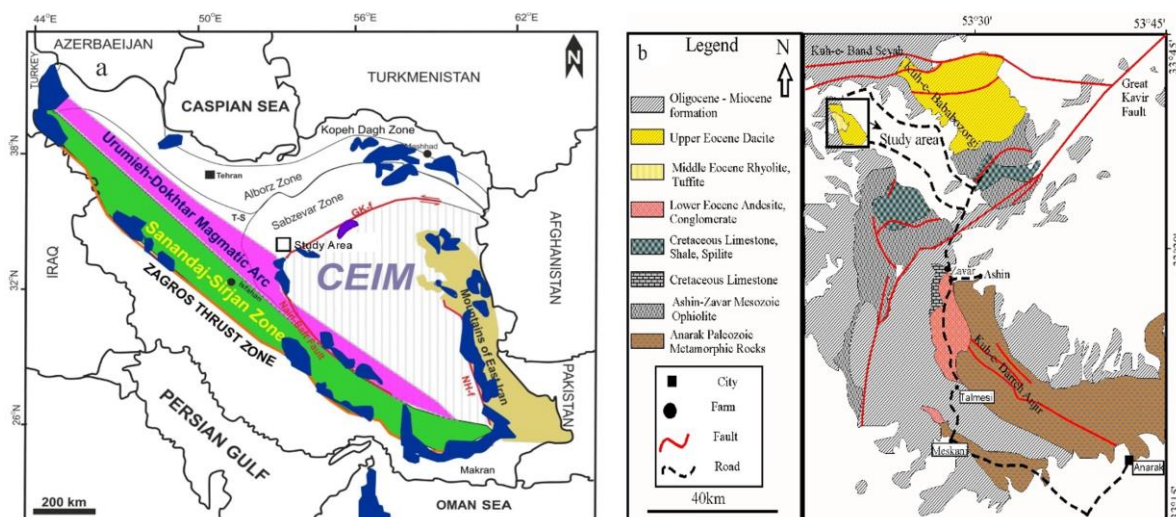 44°E
50°E
56°E
62°E
AZERBAEIJAN
a
N
TURKEY
TURKMENISTAN
CASPIAN SEA
Kopeh Dagh Zone
Meshhad
38°N
Tehran
Alborz Zone
Urumieh-Dokhtar Magmatic Arc
Sabzevar Zone
T-S
GK-f
AFGHANISTAN
Study Area
IRAQ
CEIM
32°N
Sanandaj-Sirjan Zone
Isfahan
Mountains of East Iran
ZAGROS THRUST ZONE
NH-f
PAKISTAN
26°N
PERSIAN GULF
Makran
200 km
OMAN SEA
b
Legend
N
Oligocene - Miocene
formation
Upper Eocene Dacite
Middle Eocene Rhyolite,
Tuffite
Lower Eocene Andesite,
Conglomerate
Cretaceous Limestone,
Shale, Spilite
Cretaceous Limestone
Ashin-Zavar Mesozoic
Ophiolite
Anarak Paleozoic
Metamorphic Rocks
City
Farm
Fault
Road
40km
53°30'
53°45'
Kuh-e- Band Seyah
Kuh-e- Bababozorgi
Great
Kavir
Fault
Study area
Zavar
Ashin
Kuh-e- Darreh Anjir
Talmesi
Meskani
Anarak